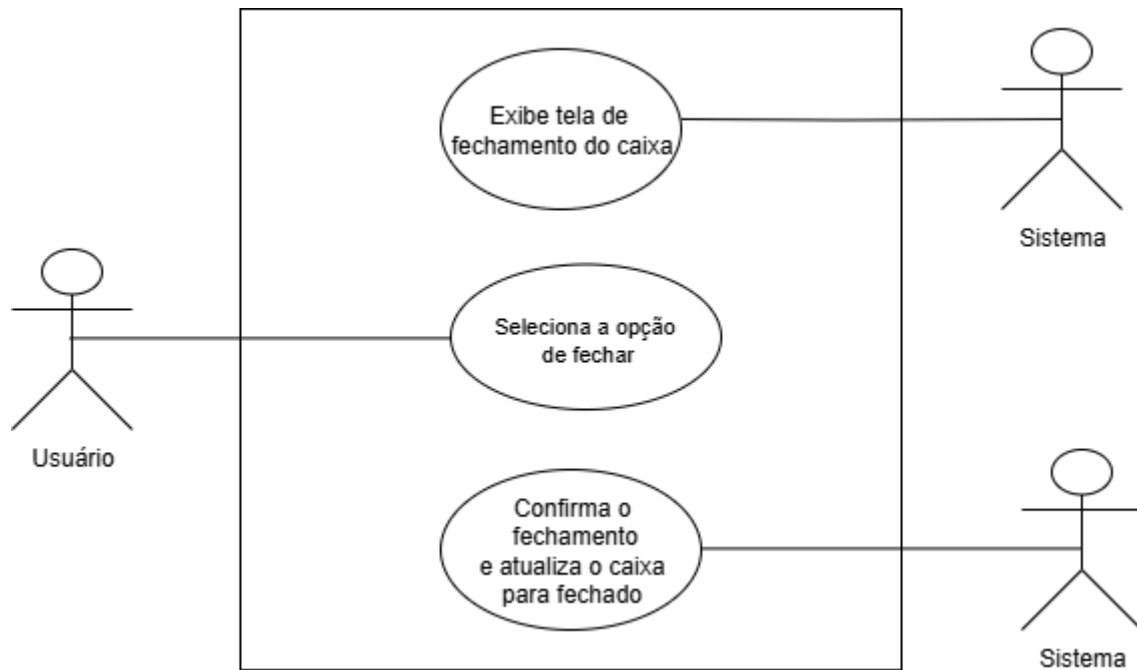 Exibe tela de
fechamento do caixa
Sistema
Seleciona a opção
de fechar
Usuário
Confirma o
fechamento
e atualiza o caixa
para fechado
Sistema